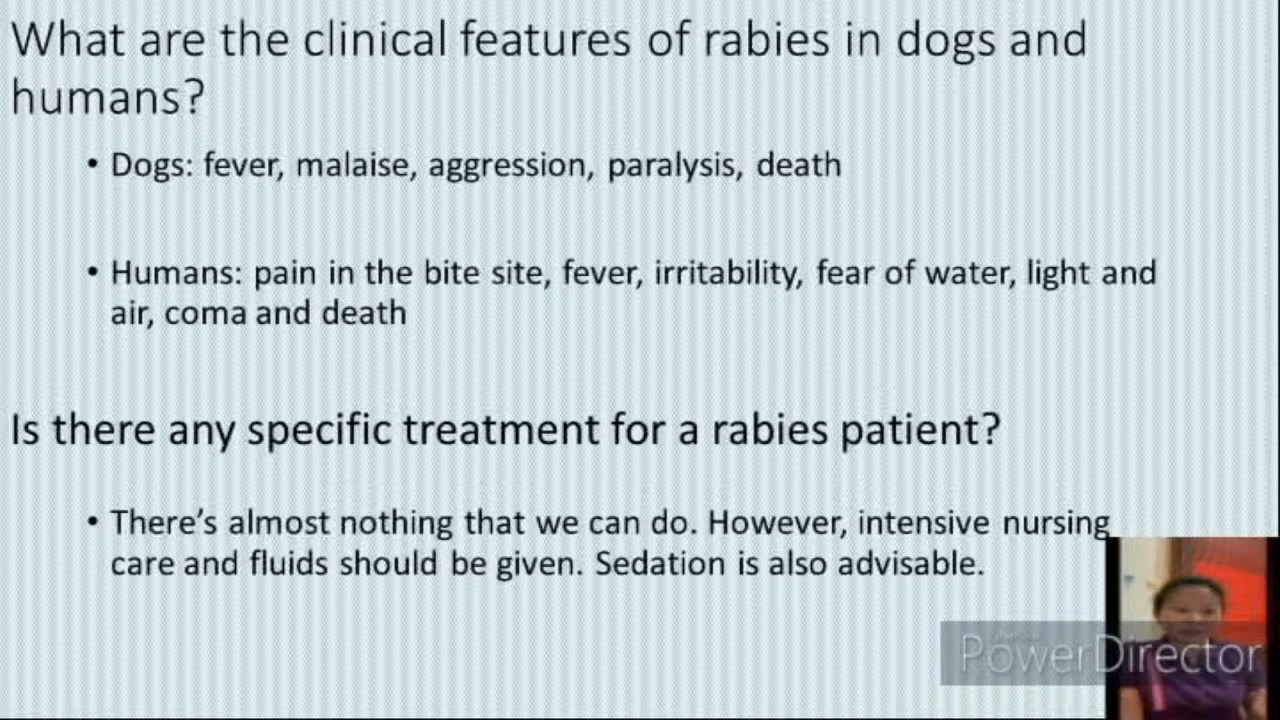 What are the clinical features of rabies in dogs and
humans?
• Dogs: fever, malaise, aggression, paralysis, death
• Humans: pain in the bite site, fever, irritability, fear of water, light and
air, coma and death
Is there any specific treatment for a rabies patient?
• There's almost nothing that we can do. However, intensive nursing
care and fluids should be given. Sedation is also advisable.
PowerDirector